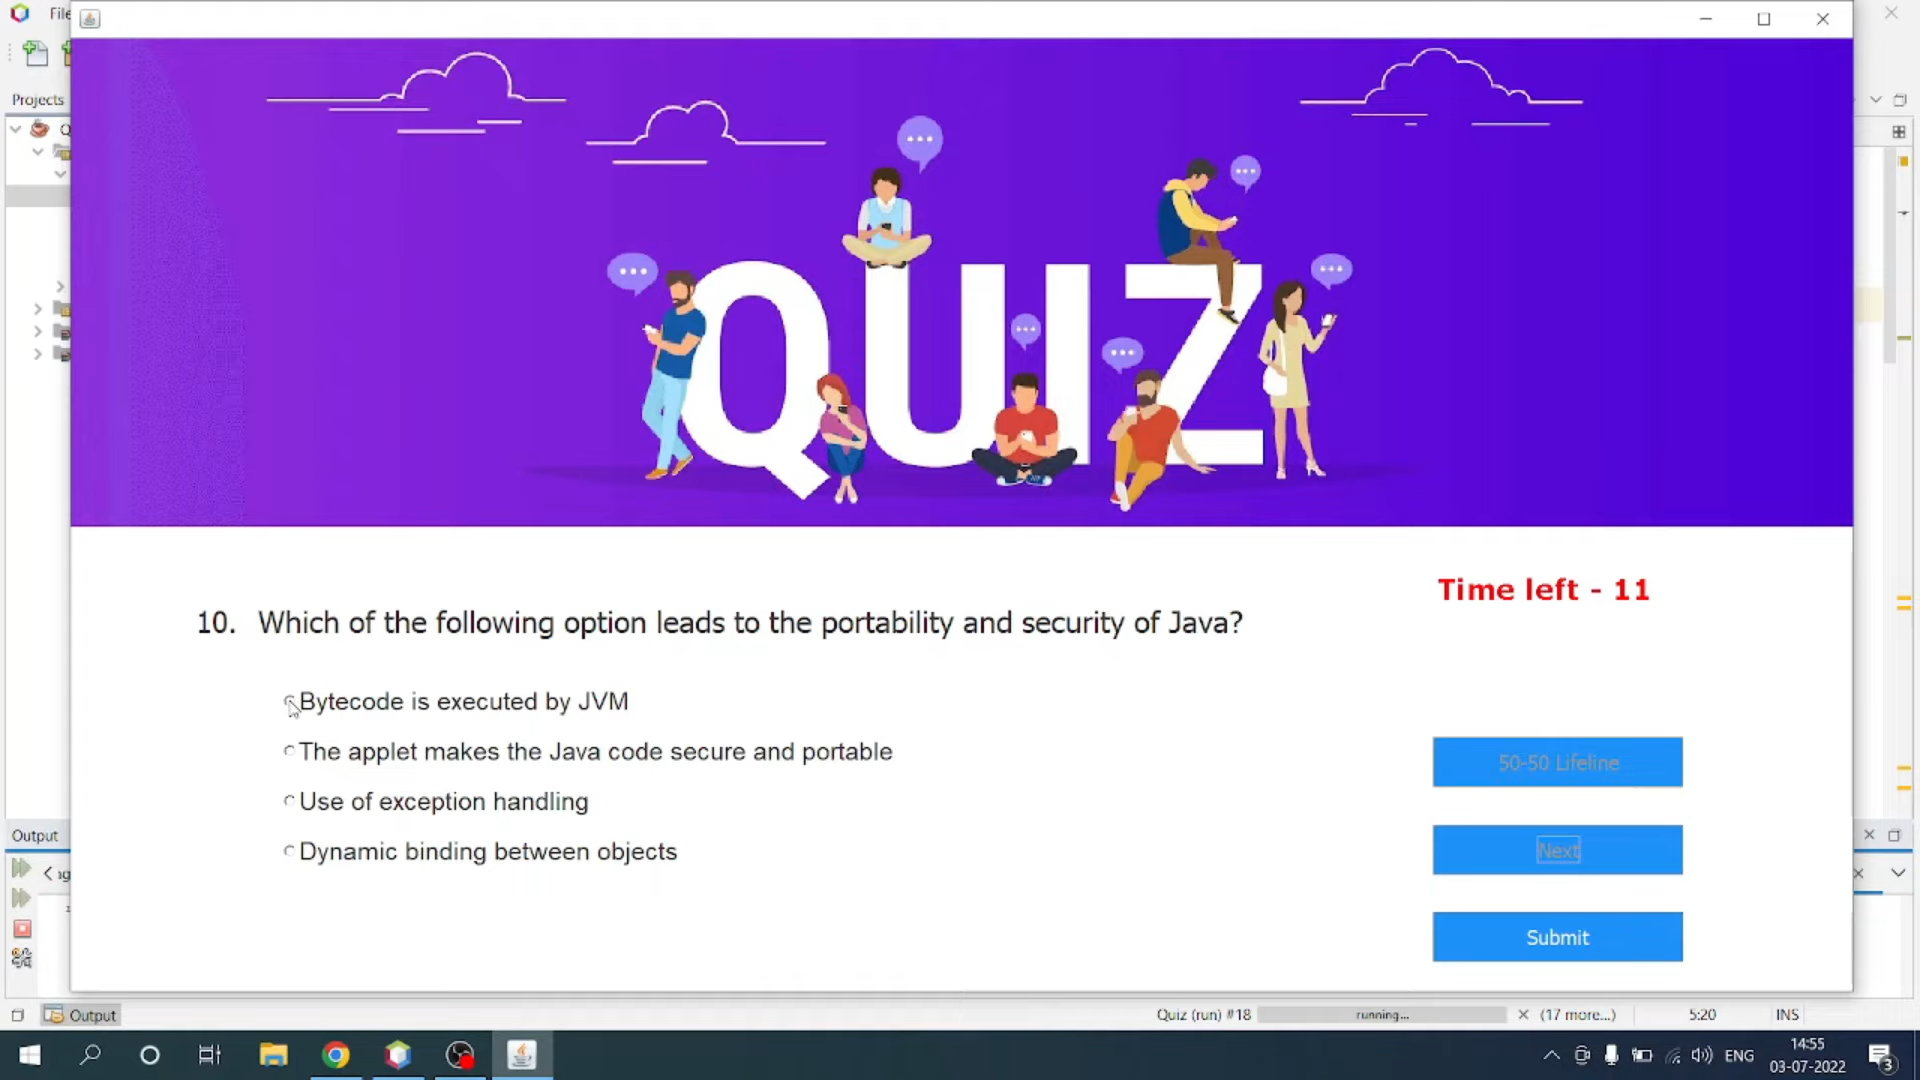 File
Projects
Q
QUIZ
Time left - 11
10. Which of the following option leads to the portability and security of Java?
Bytecode is executed by JVM
The applet makes the Java code secure and portable
Use of exception handling
Dynamic binding between objects
50-50 Lifeline
Next
Submit
Output
Output
Quiz (run) #18
running...
(17 more...)
5:20
INS
ENG
14:55
03-07-2022
3